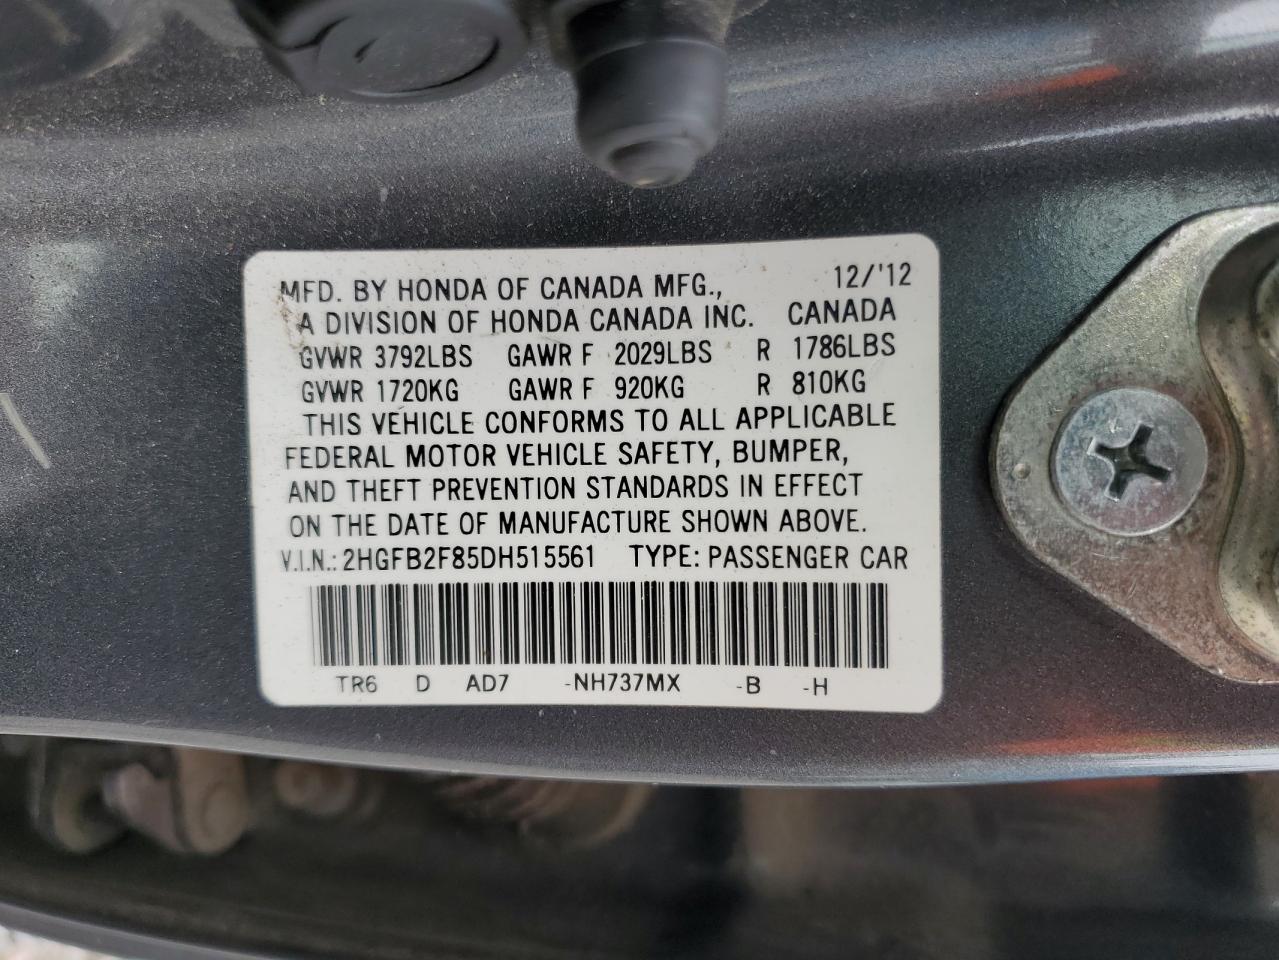 MFD. BY HONDA OF CANADA MFG., 12/'12
A DIVISION OF HONDA CANADA INC. CANADA
GVWR 3792LBS GAWR F 2029LBS R 1786LBS
GVWR 1720KG GAWR F 920KG R 810KG
THIS VEHICLE CONFORMS TO ALL APPLICABLE
FEDERAL MOTOR VEHICLE SAFETY, BUMPER,
AND THEFT PREVENTION STANDARDS IN EFFECT
ON THE DATE OF MANUFACTURE SHOWN ABOVE.
V.I.N.: 2HGFB2F85DH515561 TYPE: PASSENGER CAR
TR6 D AD7 -NH737MX -B -H